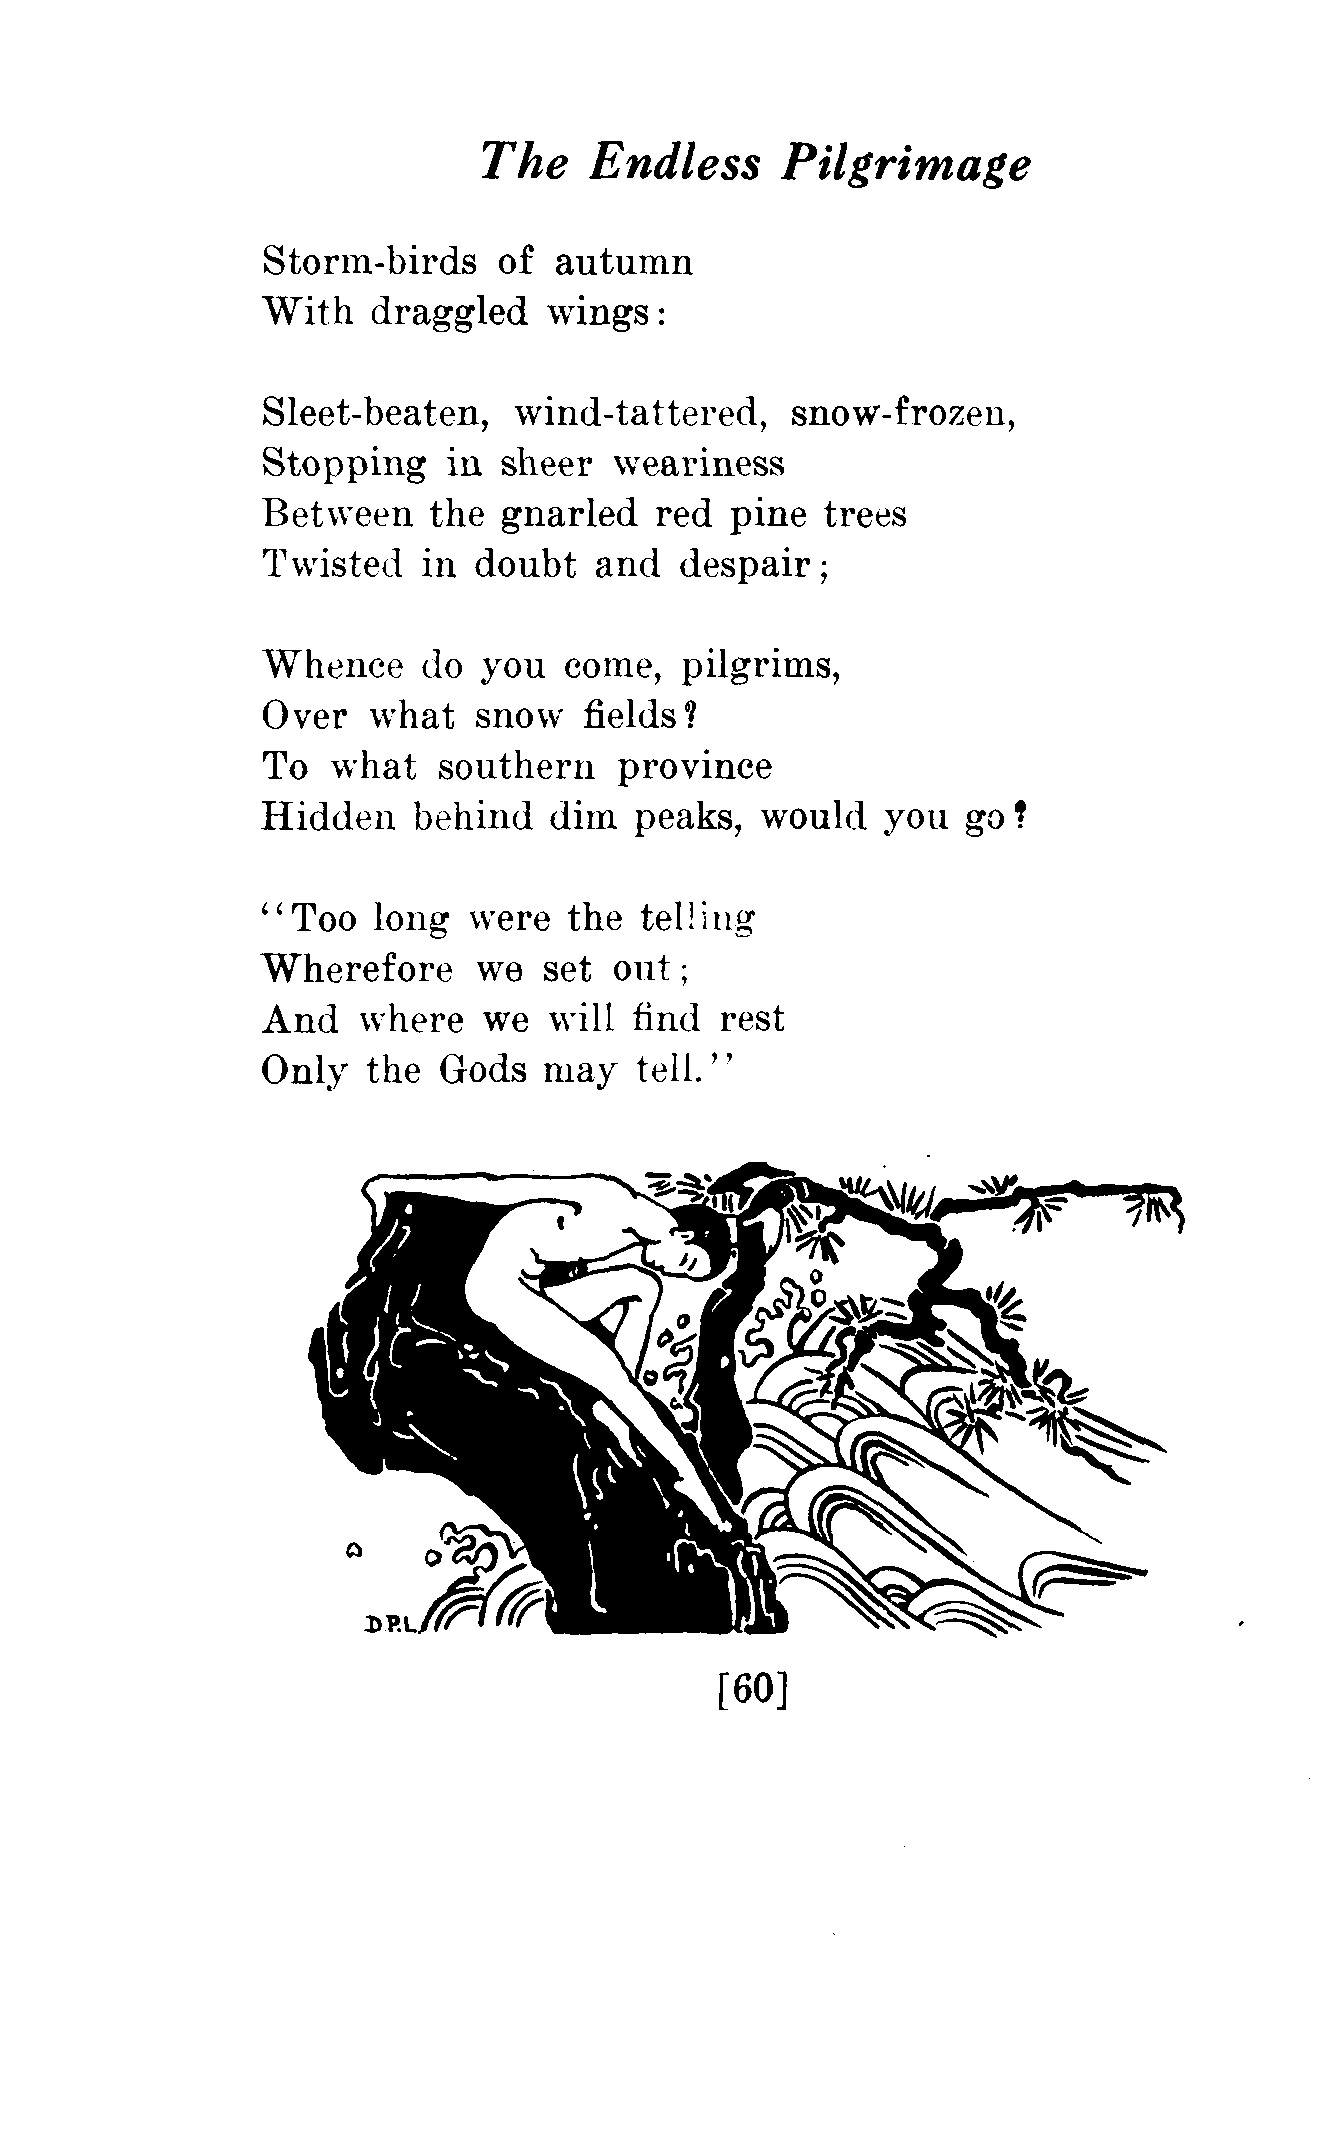 The Endless Pilgrimage
Storm-birds of autumn
With draggled wings:
Sleet-beaten, wind-tattered, snow-frozen,
Stopping in sheer weariness
Between the gnarled red pine trees
Twisted in doubt and despair;
Whence do you come, pilgrims,
Over what snow fields?
To what southern province
Hidden behind dim peaks, would you go?
"Too long were the telling
Wherefore we set out;
And where we will find rest
Only the Gods may tell."
D.P.L.
[60]